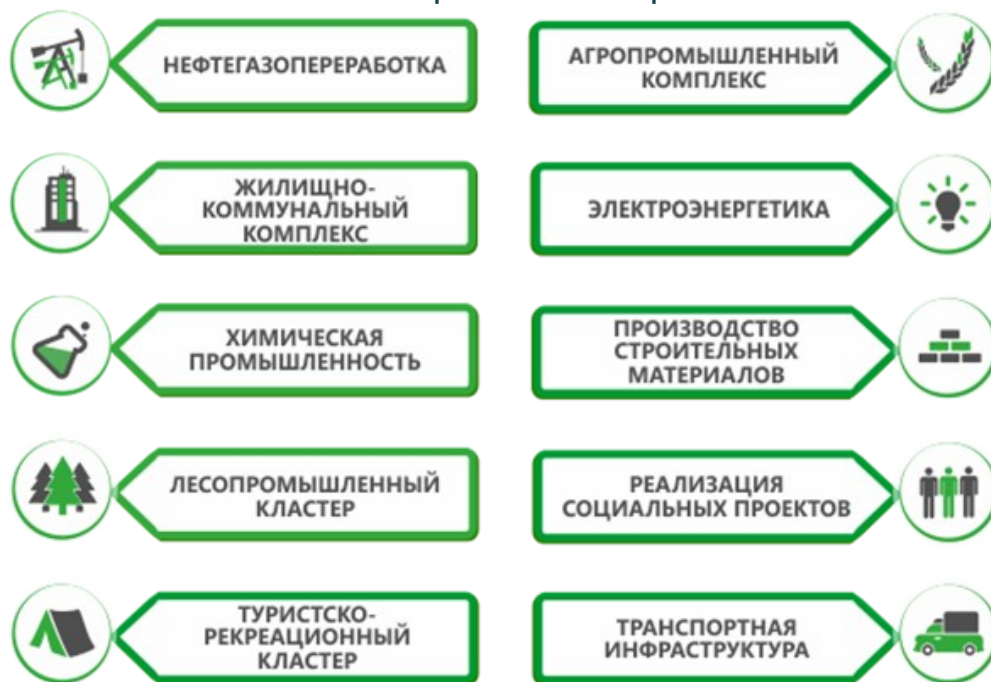 НЕФТЕГАЗОПЕРЕРАБОТКА
АГРОПРОМЫШЛЕННЫЙ
КОМПЛЕКС
ЖИЛИЩНО-
КОММУНАЛЬНЫЙ
КОМПЛЕКС
ЭЛЕКТРОЭНЕРГЕТИКА
ХИМИЧЕСКАЯ
ПРОМЫШЛЕННОСТЬ
ПРОИЗВОДСТВО
СТРОИТЕЛЬНЫХ
МАТЕРИАЛОВ
ЛЕСОПРОМЫШЛЕННЫЙ
КЛАСТЕР
РЕАЛИЗАЦИЯ
СОЦИАЛЬНЫХ ПРОЕКТОВ
ТУРИСТСКО-
РЕКРЕАЦИОННЫЙ
КЛАСТЕР
ТРАНСПОРТНАЯ
ИНФРАСТРУКТУРА